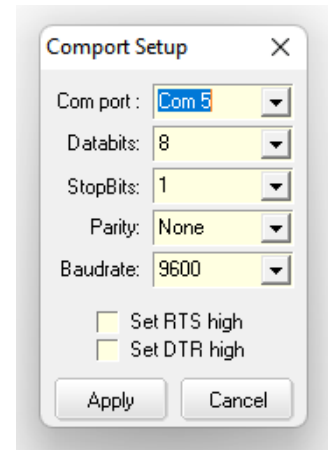 Comport Setup
Com port : Com 5
Databits: 8
StopBits: 1
Parity: None
Baudrate: 9600
Set RTS high
Set DTR high
Apply Cancel